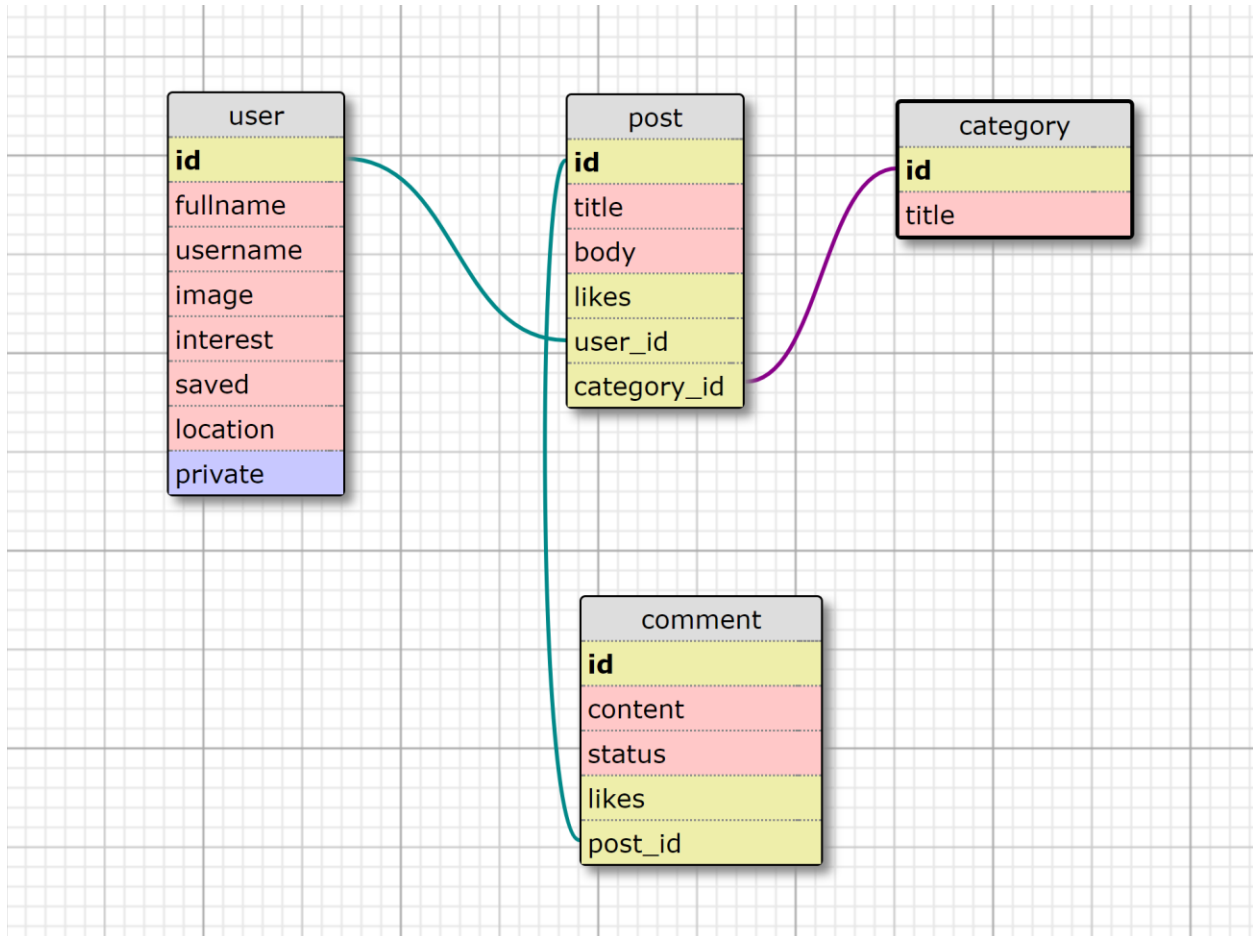 user
id
fullname
username
image
interest
saved
location
private
post
id
title
body
likes
user_id
category_id
category
id
title
comment
id
content
status
likes
post_id